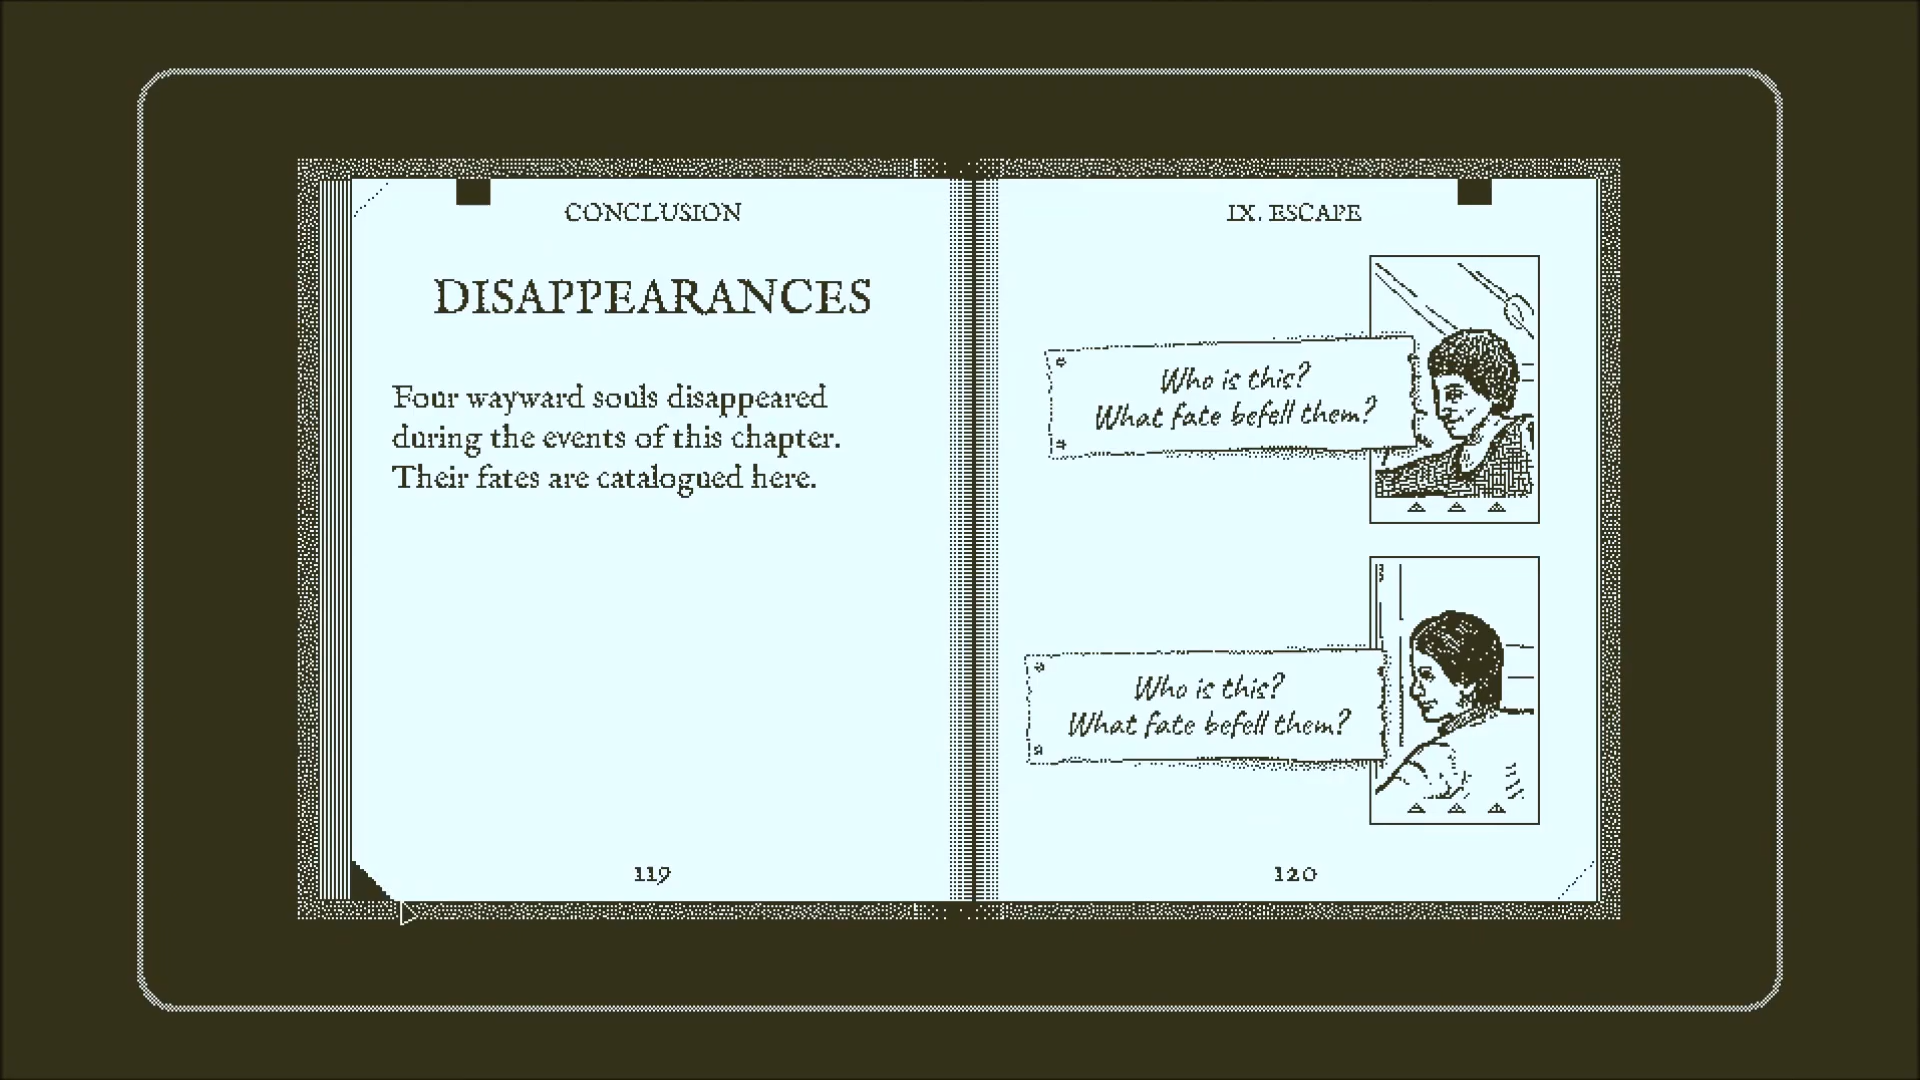 CONCLUSION
DISAPPEARANCES
Four wayward souls disappeared
during the events of this chapter.
Their fates are catalogued here.
119
IX. ESCAPE
Who is this?
What fate befell them?
Who is this?
What fate befell them?
120